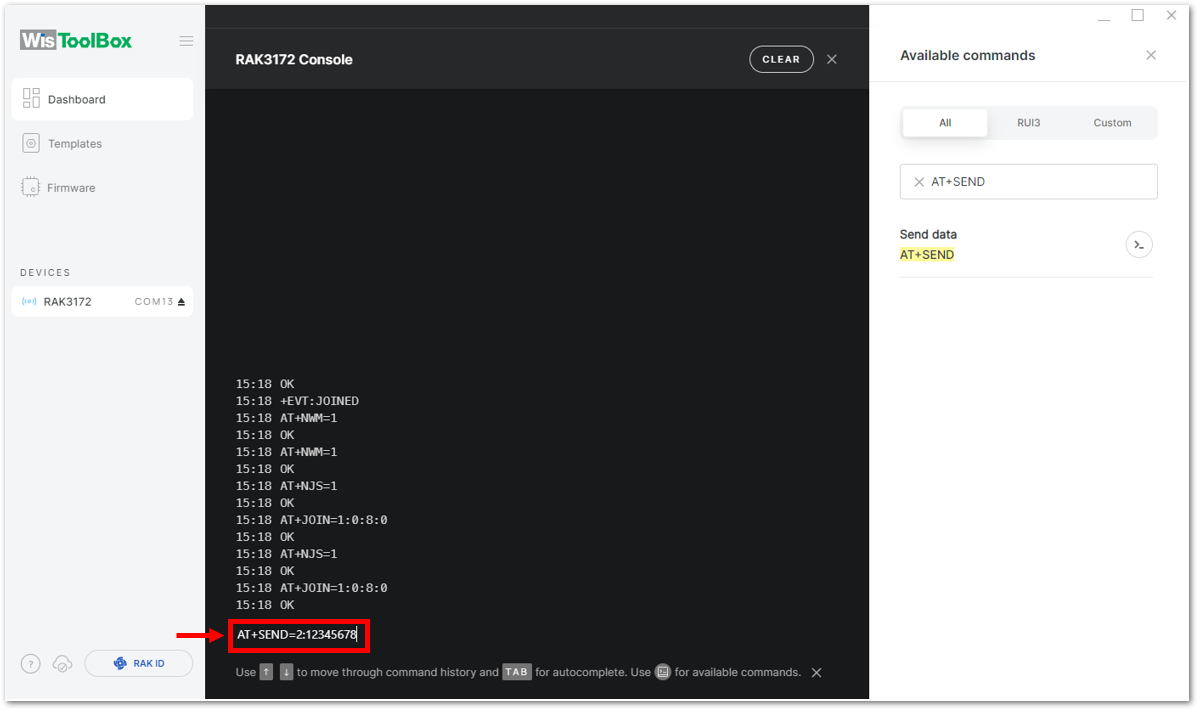 WisToolBox
Dashboard
Templates
Firmware
DEVICES
RAK3172 COM13
? RAK ID
RAK3172 Console
CLEAR
15:18 OK
15:18 +EVT:JOINED
15:18 AT+NWM=1
15:18 OK
15:18 AT+NWM=1
15:18 OK
15:18 AT+NJS=1
15:18 OK
15:18 AT+JOIN=1:0:8:0
15:18 OK
15:18 AT+NJS=1
15:18 OK
15:18 AT+JOIN=1:0:8:0
15:18 OK
AT+SEND=2:12345678
Use ↑ ↓ to move through command history and TAB for autocomplete. Use for available commands.
Available commands
All RUI3 Custom
AT+SEND
Send data
AT+SEND